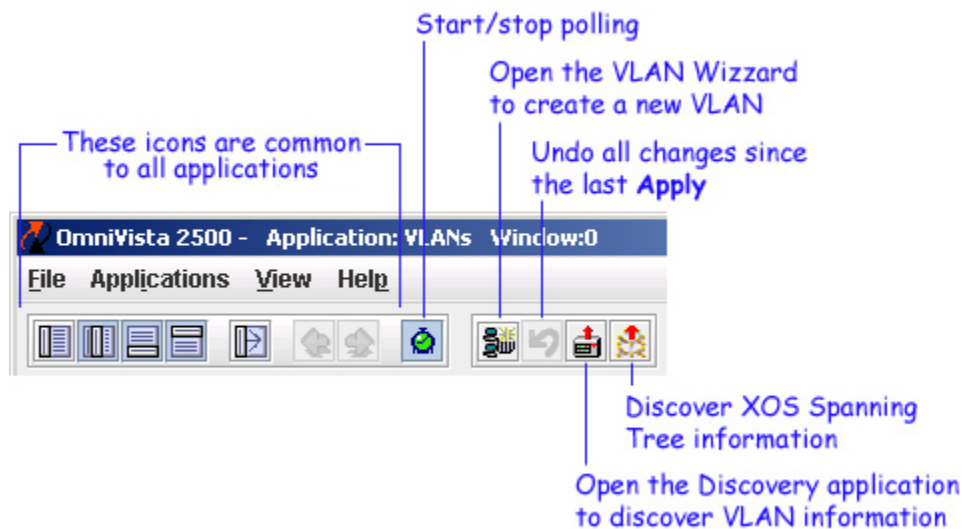 Start/stop polling
Open the VLAN Wizzard
to create a new VLAN
These icons are common
to all applications
Undo all changes since
the last Apply
OmniVista 2500 -   Application: VLANs   Window:0
File   Applications   View   Help
Discover XOS Spanning
Tree information
Open the Discovery application
to discover VLAN information